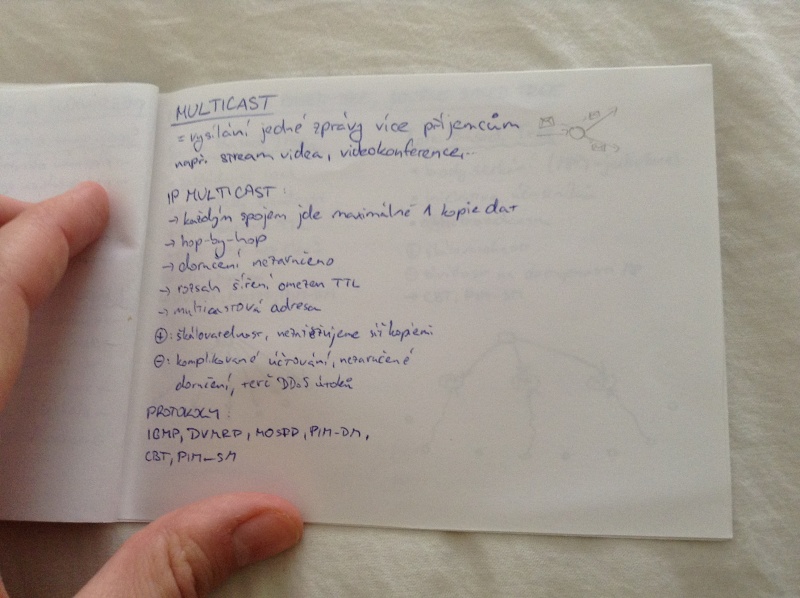 MULTICAST
= vysílání jedné zprávy více příjemcům
např. stream videa, videokonference,...
IP MULTICAST:
→ každým spojem jde maximálně 1 kopie dat
→ hop-by-hop
→ doručení nezaručeno
→ rozsah šíření omezen TTL
→ multicastová adresa
⊕: škálovatelnost, nezatěžujeme síť kopiemi
⊖: komplikované účtování, nezaručené
doručení, terč DDoS útoků
PROTOKOLY:
IGMP, DVMRP, MOSPF, PIM-DM,
CBT, PIM-SM